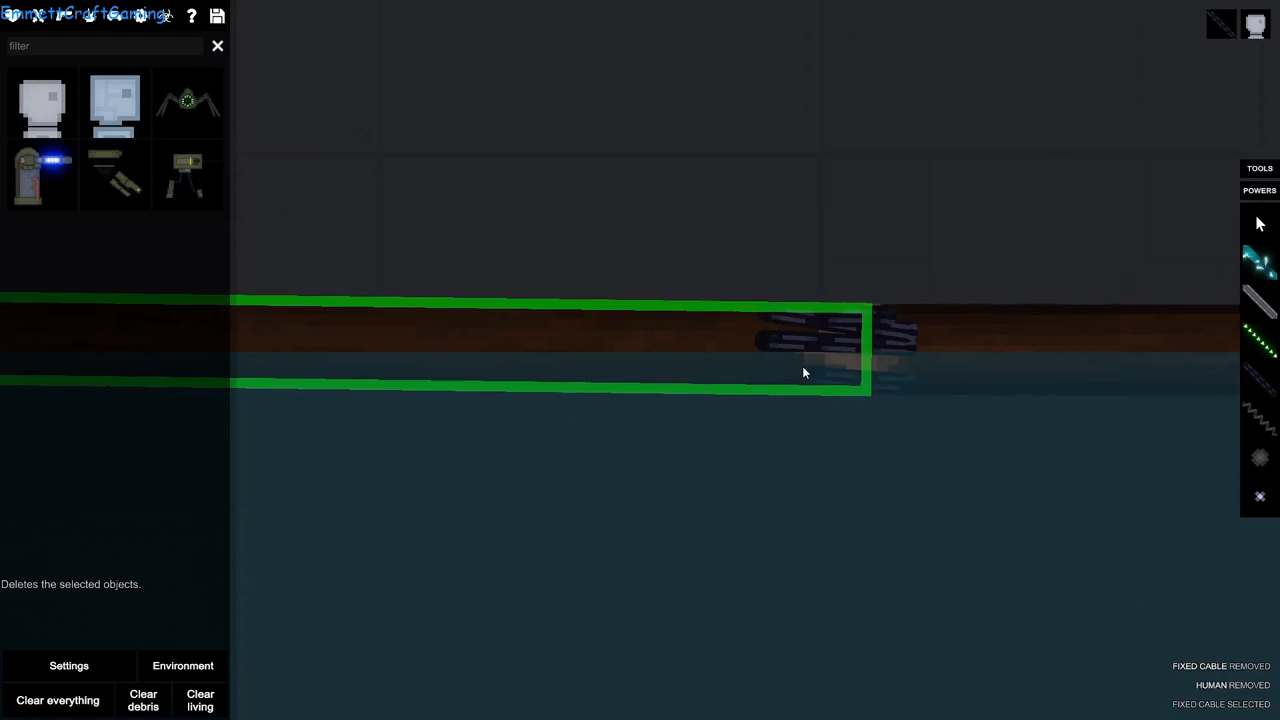 EmmettCraftGaming
?
filter
TOOLS
POWERS
Deletes the selected objects.
Settings
Environment
Clear everything
Clear debris
Clear living
FIXED CABLE REMOVED
HUMAN REMOVED
FIXED CABLE SELECTED